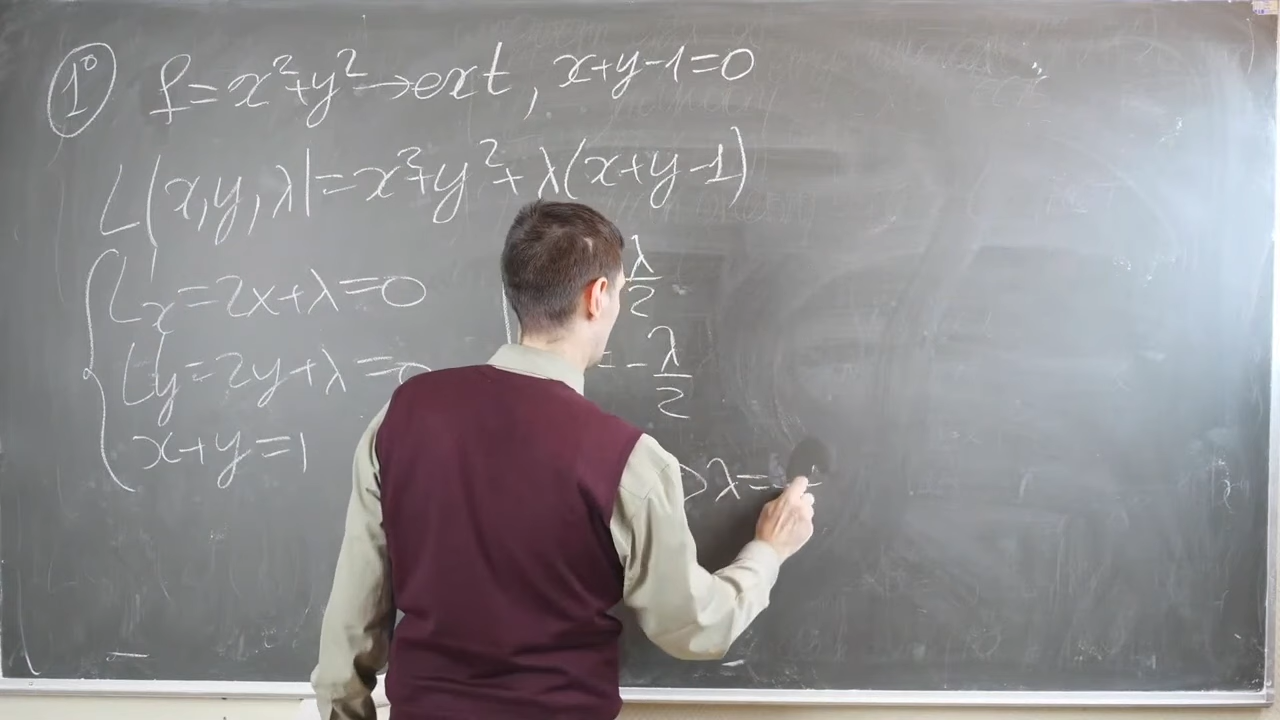 1° f=x²+y²→ext, x+y-1=0
L(x,y,λ)=x²+y²+λ(x+y-1)
L'x=2x+λ=0
λ/2
L'y=2y+λ=0
=-λ/2
x+y=1
λ=